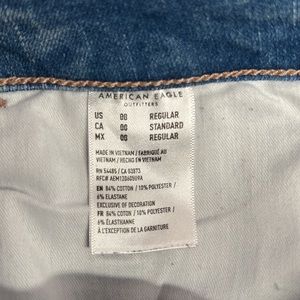 AMERICAN EAGLE
OUTFITTERS
US 00 REGULAR
CA 00 STANDARD
MX 00 REGULAR
MADE IN VIETNAM / FABRIQUÉ AU
VIETNAM / HECHO EN VIETNAM
RN 54485 / CA 03873
RFC# AEM1206050U9A
EN 84% COTTON / 10% POLYESTER /
6% ELASTANE
EXCLUSIVE OF DECORATION
FR 84% COTON / 10% POLYESTER /
6% ÉLASTHANNE
À L'EXCEPTION DE LA GARNITURE